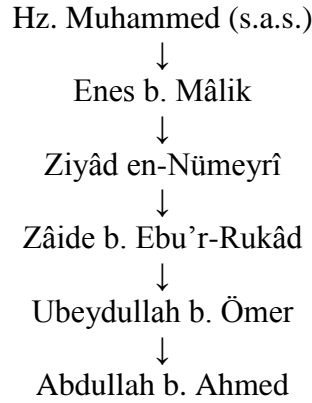 Hz. Muhammed (s.a.s.)
↓
Enes b. Mâlik
↓
Ziyâd en-Nümeyrî
↓
Zâide b. Ebu’r-Rukâd
↓
Ubeydullah b. Ömer
↓
Abdullah b. Ahmed